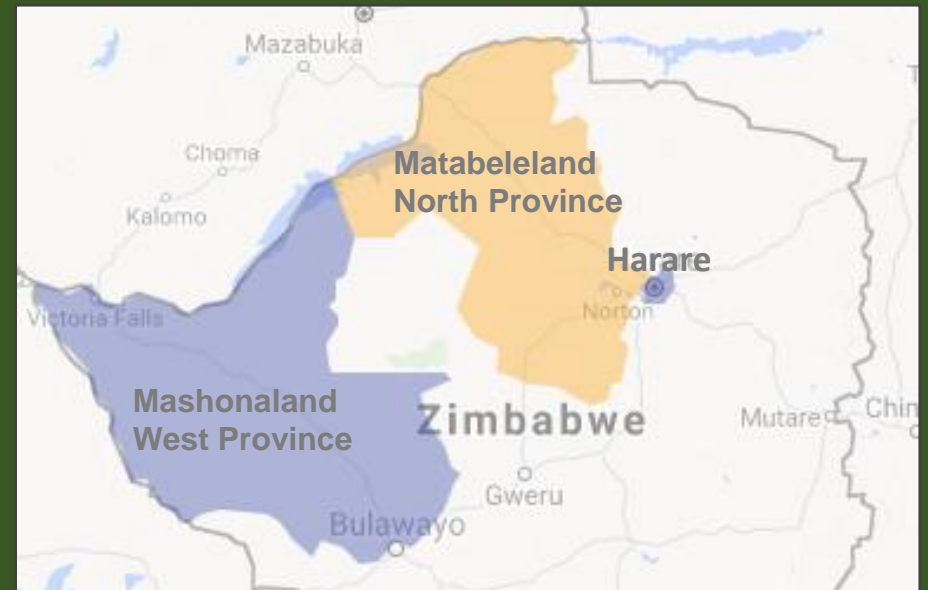 Mazabuka
Choma
Matabeleland
North Province
Kalomo
Harare
Norton
Victoria Falls
Mashonaland
West Province
Zimbabwe
Mutare
Chin
Gweru
Bulawayo